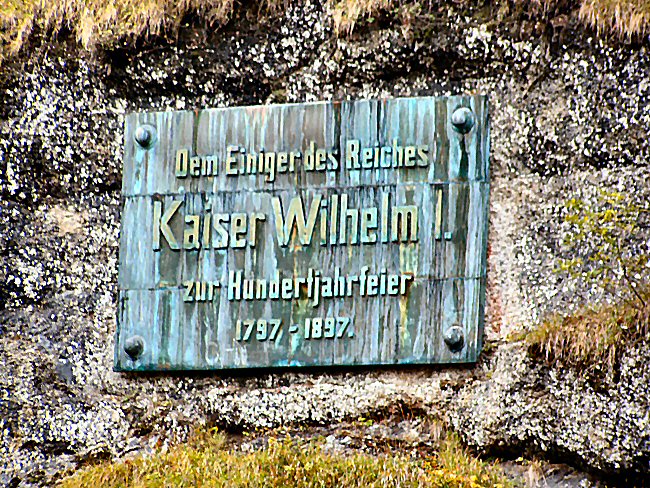 Dem Einiger des Reiches
Kaiser Wilhelm I.
zur Hundertjahrfeier
1797.-1897.